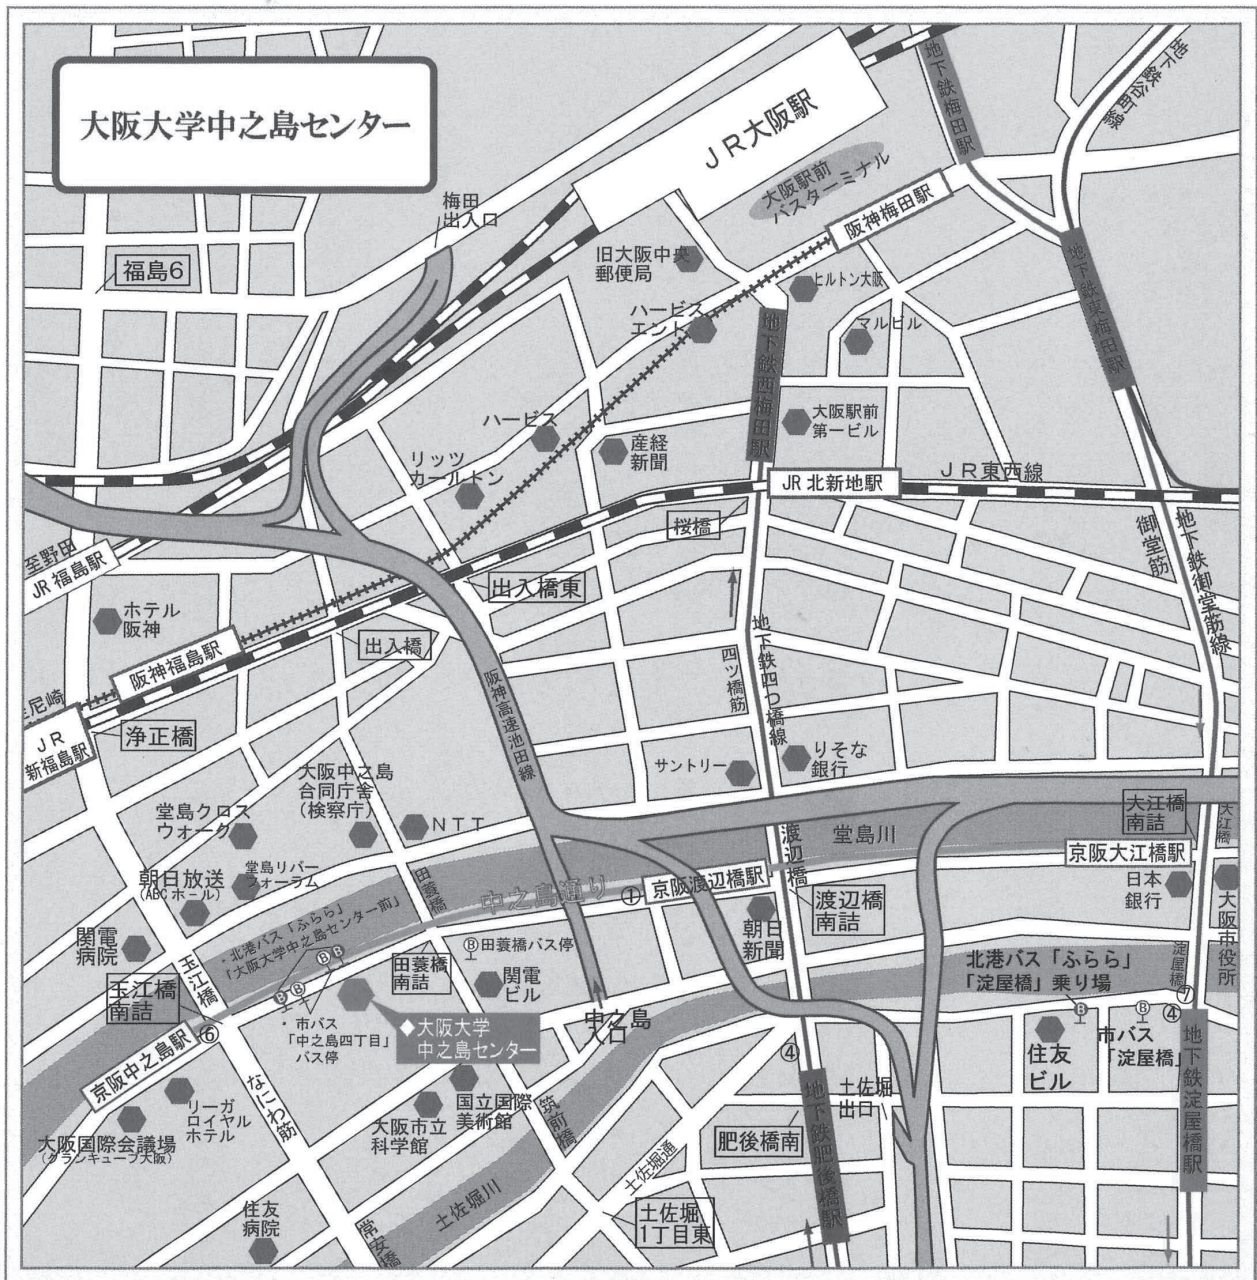 大阪大学中之島センター
地下鉄梅田駅
地下鉄谷町線
JR大阪駅
大阪駅前
バスターミナル
阪神梅田駅
梅田
出入口
福島6
旧大阪中央
郵便局
ヒルトン大阪
ハービス
エント
マルビル
地下鉄西梅田駅
地下鉄東梅田駅
ハービス
大阪駅前
第一ビル
産経
新聞
リッツ
カールトン
JR北新地駅
JR東西線
桜橋
御堂筋
地下鉄御堂筋線
至野田
JR福島駅
出入橋東
ホテル
阪神
出入橋
阪神福島駅
地下鉄四つ橋線
四ツ橋筋
阪神高速池田線
尼崎
JR
新福島駅
浄正橋
りそな
銀行
サントリー
大阪中之島
合同庁舎
(検察庁)
堂島クロス
ウォーク
NTT
大江橋
南詰
大江橋
堂島川
渡辺橋
京阪大江橋駅
堂島リバー
フォーラム
朝日放送
(ABCホール)
田蓑橋
中之島通り
①
京阪渡辺橋駅
渡辺橋
南詰
日本
銀行
大阪市役所
朝日
新聞
・北港バス「ふらら」
「大阪大学中之島センター前」
関電
病院
玉江橋
Ⓑ
Ⓑ
Ⓑ田蓑橋バス停
田蓑橋
南詰
関電
ビル
北港バス「ふらら」
「淀屋橋」乗り場
淀屋橋
玉江橋
南詰
Ⓑ
Ⓑ
・市バス
「中之島四丁目」
バス停
◆大阪大学
中之島センター
中之島
入口
Ⓑ
Ⓑ
⑦
④
市バス
「淀屋橋」
住友
ビル
地下鉄淀屋橋駅
⑥
京阪中之島駅
リーガ
ロイヤル
ホテル
なにわ筋
国立国際
美術館
大阪市立
科学館
筑前橋
④
地下鉄肥後橋駅
土佐堀
出口
肥後橋南
大阪国際会議場
(グランキューブ大阪)
土佐堀通
土佐堀川
土佐堀
1丁目東
住友
病院
常安橋